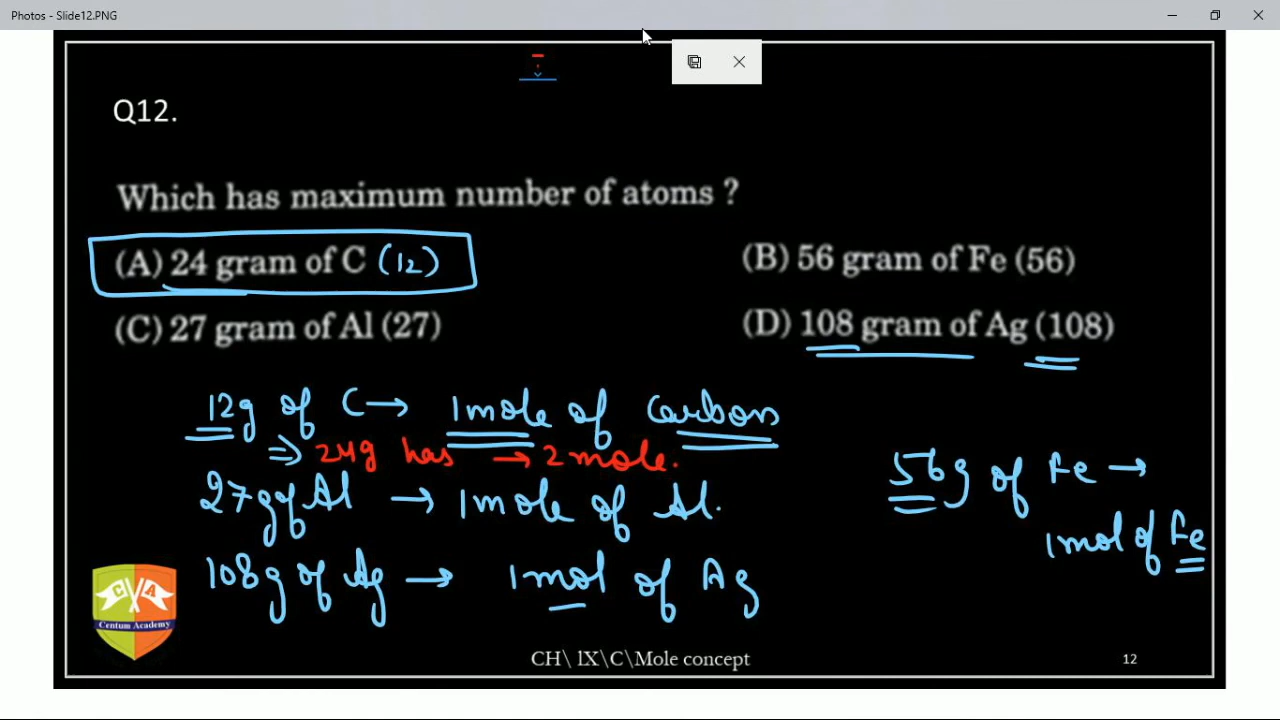 Photos - Slide12.PNG
Q12.
Which has maximum number of atoms ?
(A) 24 gram of C (12)
(B) 56 gram of Fe (56)
(C) 27 gram of Al (27)
(D) 108 gram of Ag (108)
12g of C → 1mole of Carbon
⇒ 24g has → 2 mole.
27g of Al → 1mole of Al.
56g of Fe →
1mol of Fe
108g of Ag → 1mol of Ag
C A
Centum Academy
CH\ lX\C\Mole concept
12